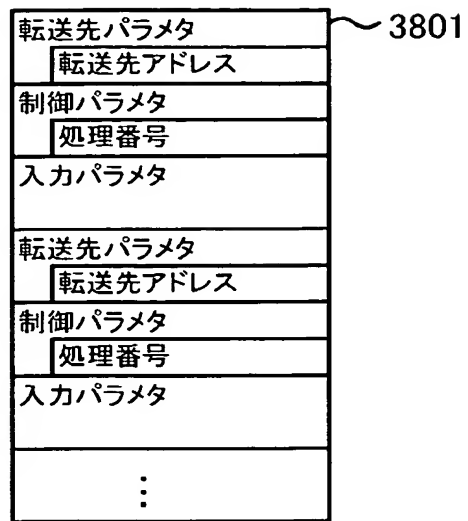 転送先パラメタ
3801
転送先アドレス
制御パラメタ
処理番号
入力パラメタ
転送先パラメタ
転送先アドレス
制御パラメタ
処理番号
入力パラメタ
⋮